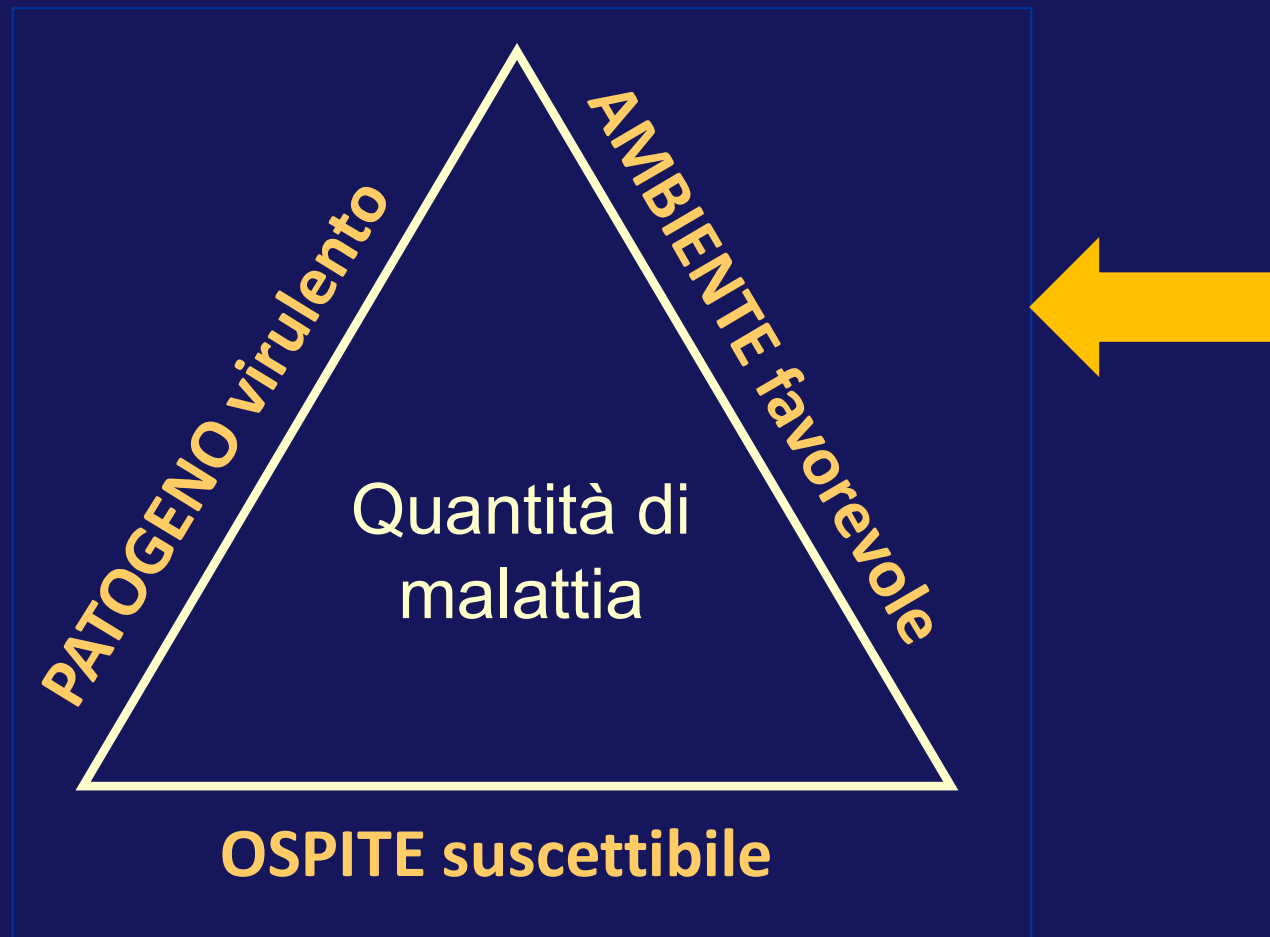 PATOGENO virulento
AMBIENTE favorevole
Quantità di
malattia
OSPITE suscettibile